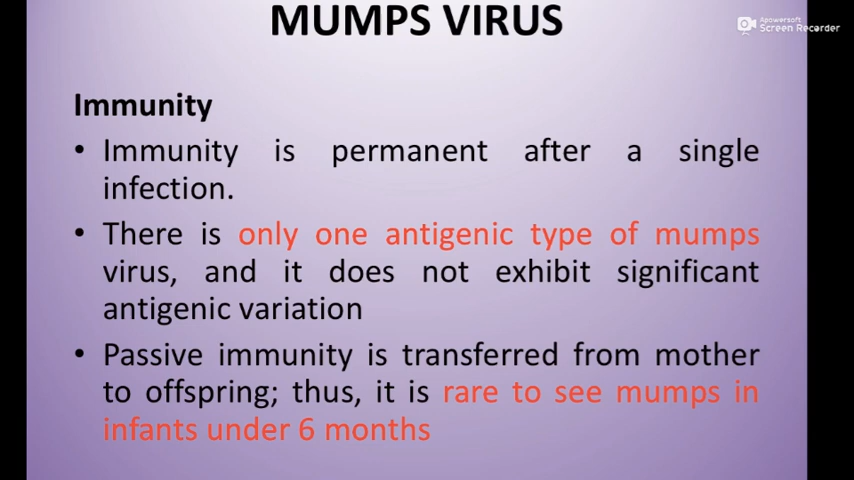 MUMPS VIRUS
Apowersoft
Screen Recorder
Immunity
• Immunity is permanent after a single
infection.
• There is only one antigenic type of mumps
virus, and it does not exhibit significant
antigenic variation
• Passive immunity is transferred from mother
to offspring; thus, it is rare to see mumps in
infants under 6 months